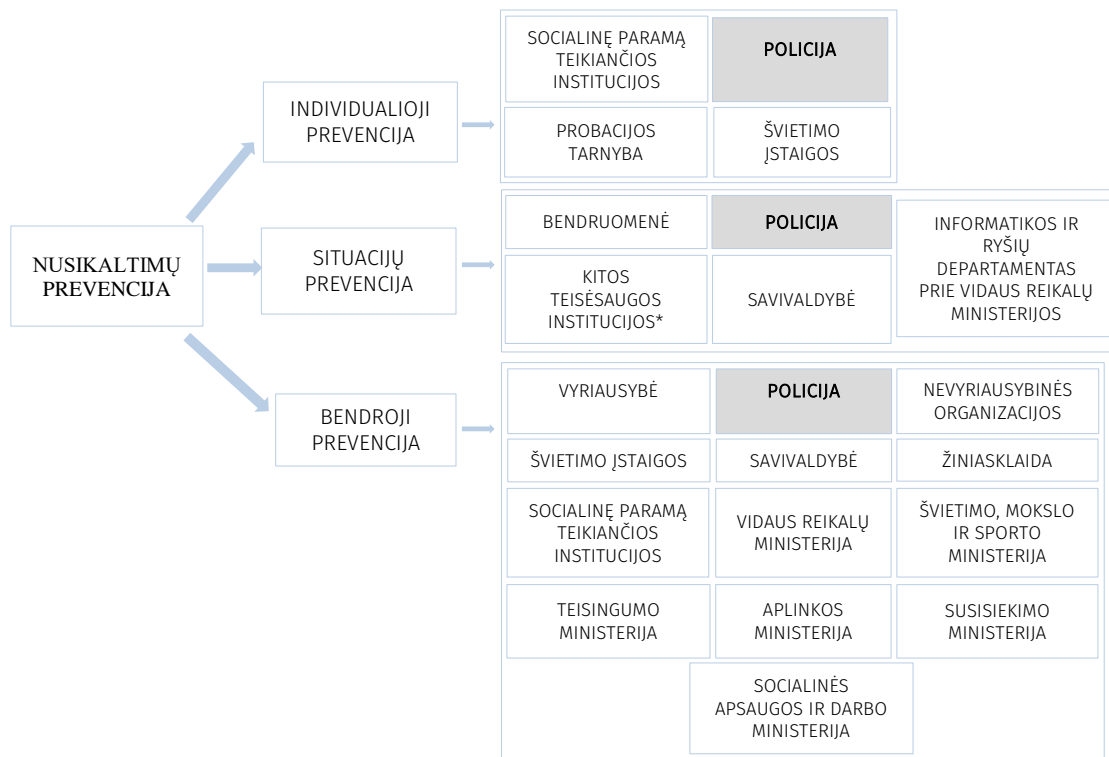 NUSIKALTIMŲ
PREVENCIJA
INDIVIDUALIOJI
PREVENCIJA
SOCIALINĘ PARAMĄ
TEIKIANČIOS
INSTITUCIJOS
POLICIJA
PROBACIJOS
TARNYBA
ŠVIETIMO
ĮSTAIGOS
SITUACIJŲ
PREVENCIJA
BENDRUOMENĖ
POLICIJA
INFORMATIKOS IR
RYŠIŲ
DEPARTAMENTAS
PRIE VIDAUS REIKALŲ
MINISTERIJOS
KITOS
TEISĖSAUGOS
INSTITUCIJOS*
SAVIVALDYBĖ
BENDROJI
PREVENCIJA
VYRIAUSYBĖ
POLICIJA
NEVYRIAUSYBINĖS
ORGANIZACIJOS
ŠVIETIMO ĮSTAIGOS
SAVIVALDYBĖ
ŽINIASKLAIDA
SOCIALINĘ PARAMĄ
TEIKIANČIOS
INSTITUCIJOS
VIDAUS REIKALŲ
MINISTERIJA
ŠVIETIMO, MOKSLO
IR SPORTO
MINISTERIJA
TEISINGUMO
MINISTERIJA
APLINKOS
MINISTERIJA
SUSISIEKIMO
MINISTERIJA
SOCIALINĖS
APSAUGOS IR DARBO
MINISTERIJA